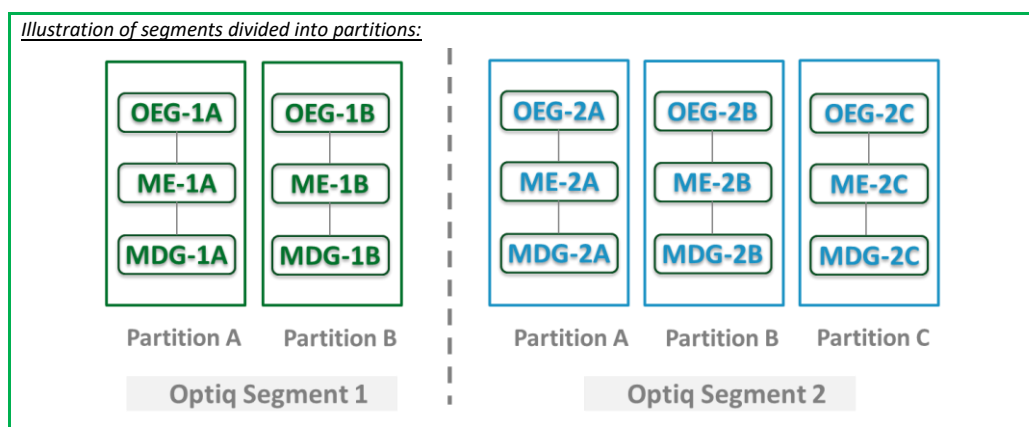 Illustration of segments divided into partitions:
OEG-1A OEG-1B OEG-2A OEG-2B OEG-2C
ME-1A ME-1B ME-2A ME-2B ME-2C
MDG-1A MDG-1B MDG-2A MDG-2B MDG-2C
Partition A Partition B Partition A Partition B Partition C
Optiq Segment 1 Optiq Segment 2